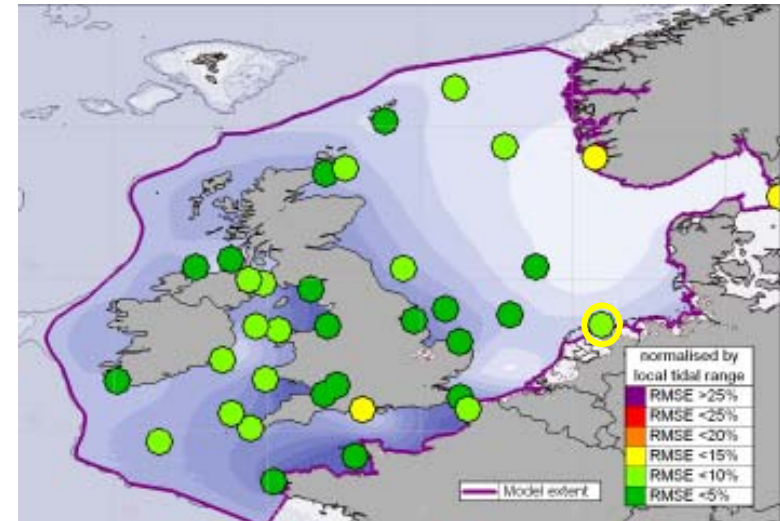 normalised by
local tidal range
RMSE >25%
RMSE <25%
RMSE <20%
RMSE <15%
RMSE <10%
RMSE <5%
Model extent